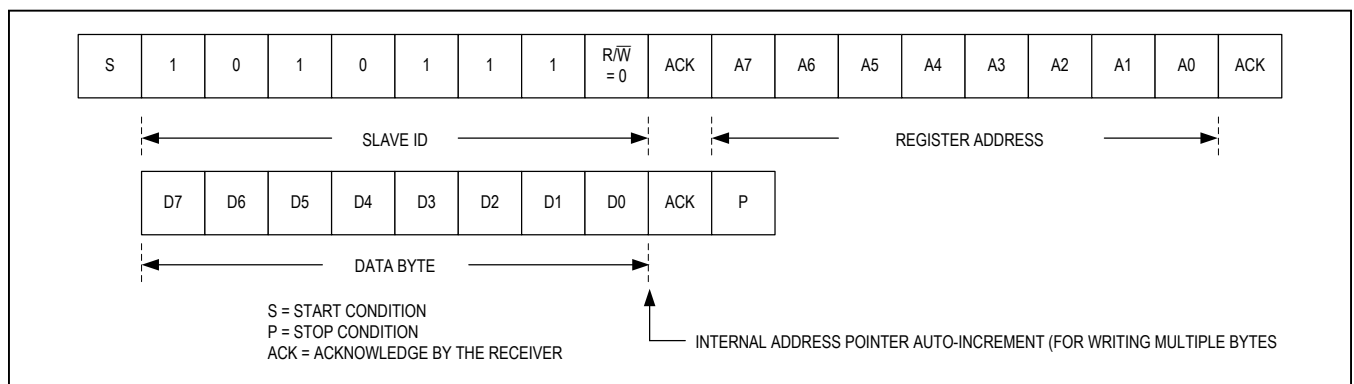 S 1 0 1 0 1 1 1 R/W̅ = 0 ACK A7 A6 A5 A4 A3 A2 A1 A0 ACK
SLAVE ID REGISTER ADDRESS
D7 D6 D5 D4 D3 D2 D1 D0 ACK P
DATA BYTE
S = START CONDITION
P = STOP CONDITION
ACK = ACKNOWLEDGE BY THE RECEIVER
INTERNAL ADDRESS POINTER AUTO-INCREMENT (FOR WRITING MULTIPLE BYTES